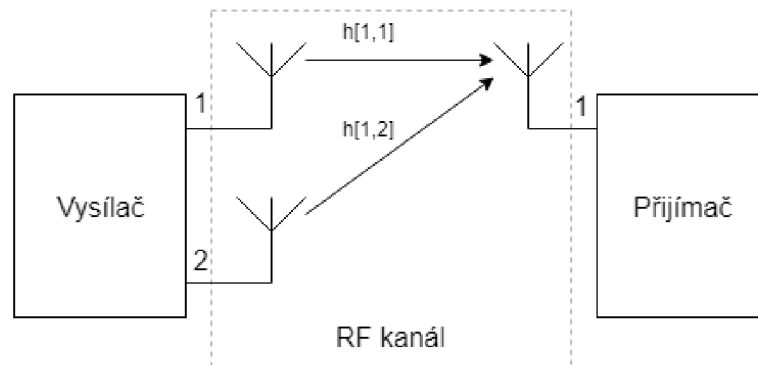 h[1,1]
1
1
h[1,2]
Vysílač
Přijímač
2
RF kanál